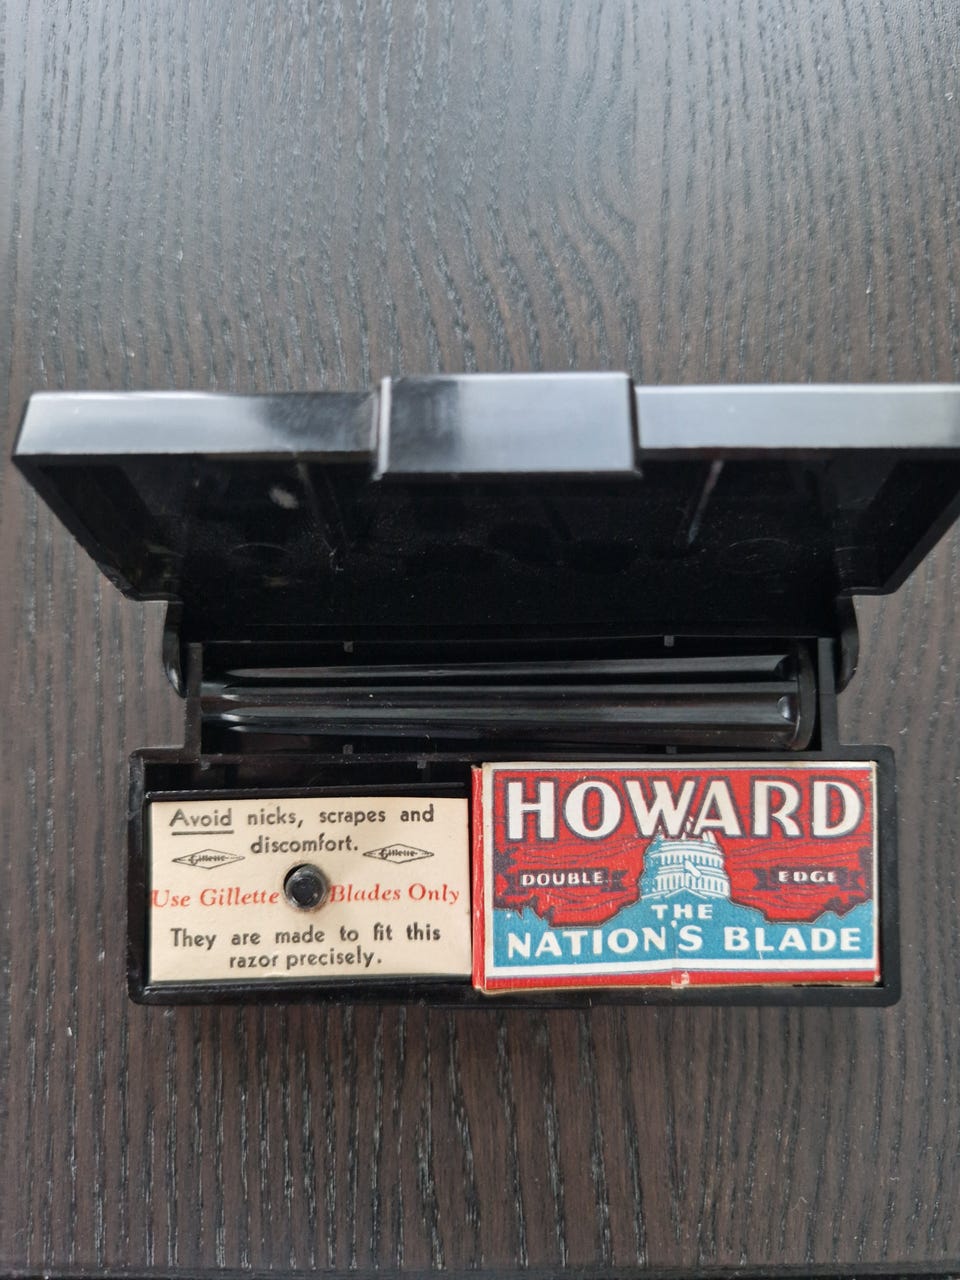 Avoid nicks, scrapes and
discomfort.
Gillette Gillette
Use Gillette Blades Only
They are made to fit this
razor precisely.
HOWARD
DOUBLE EDGE
THE
NATION'S BLADE